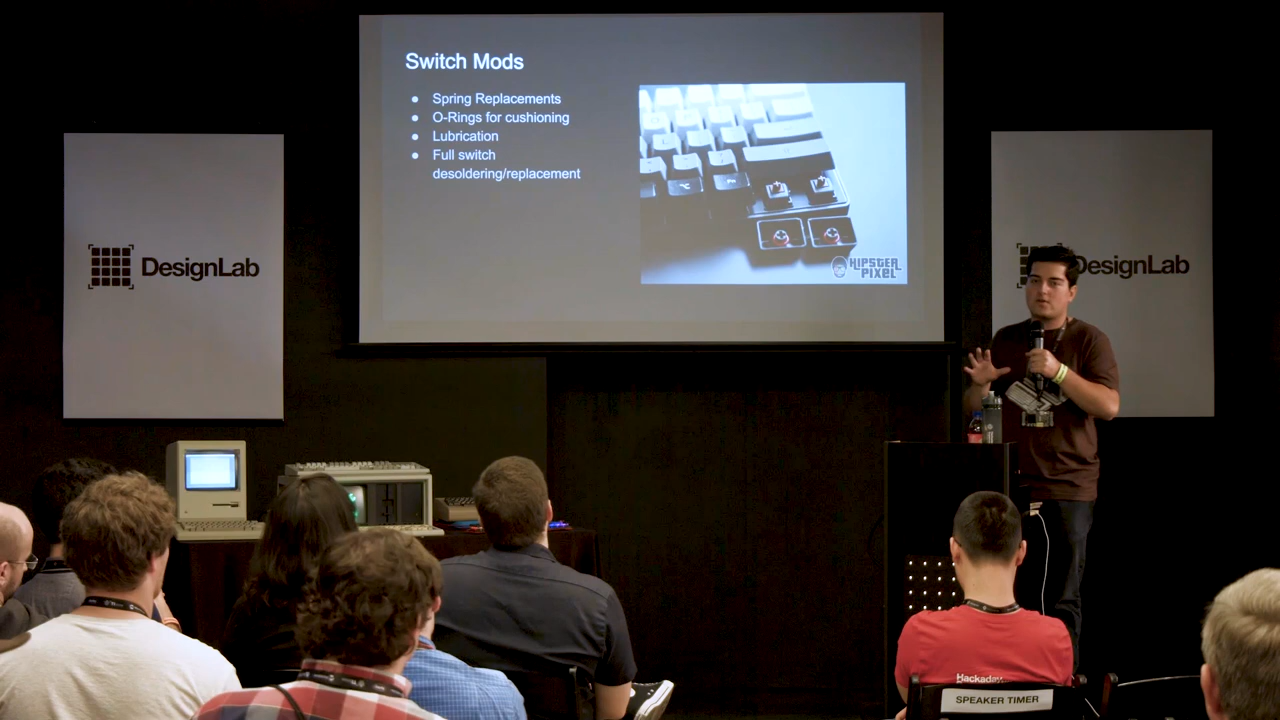 Switch Mods
● Spring Replacements
● O-Rings for cushioning
● Lubrication
● Full switch
desoldering/replacement
HIPSTER
PIXEL
DesignLab
DesignLab
Hackaday
SPEAKER TIMER